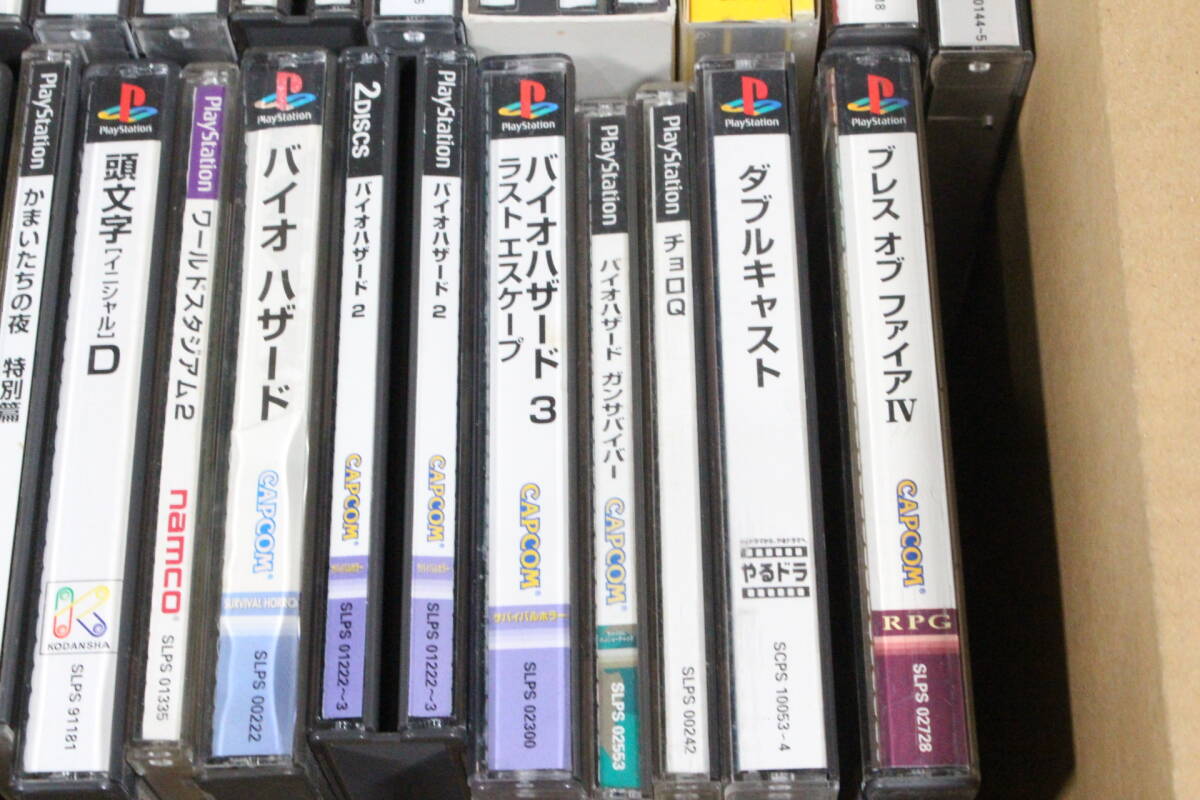 0144-5
PlayStation
かまいたちの夜 特別篇
PlayStation
頭文字[イニシャル]D
KODANSHA
SLPS 91181
PlayStation
ワールドスタジアム2
namco
SLPS 01335
PlayStation
バイオ ハザード
CAPCOM
SURVIVAL HORROR
SLPS 00222
2 DISCS
バイオハザード 2
CAPCOM
SLPS 01222~3
PlayStation
バイオハザード 2
CAPCOM
SLPS 01222~3
PlayStation
バイオハザード 3
ラスト エスケープ
CAPCOM
サバイバルホラー
SLPS 02300
PlayStation
バイオハザード ガンサバイバー
CAPCOM
SLPS 02553
PlayStation
チョロQ
SLPS 00242
PlayStation
ダブルキャスト
やるドラ
SCPS 10053~4
PlayStation
ブレス オブ ファイアIV
CAPCOM
RPG
SLPS 02728